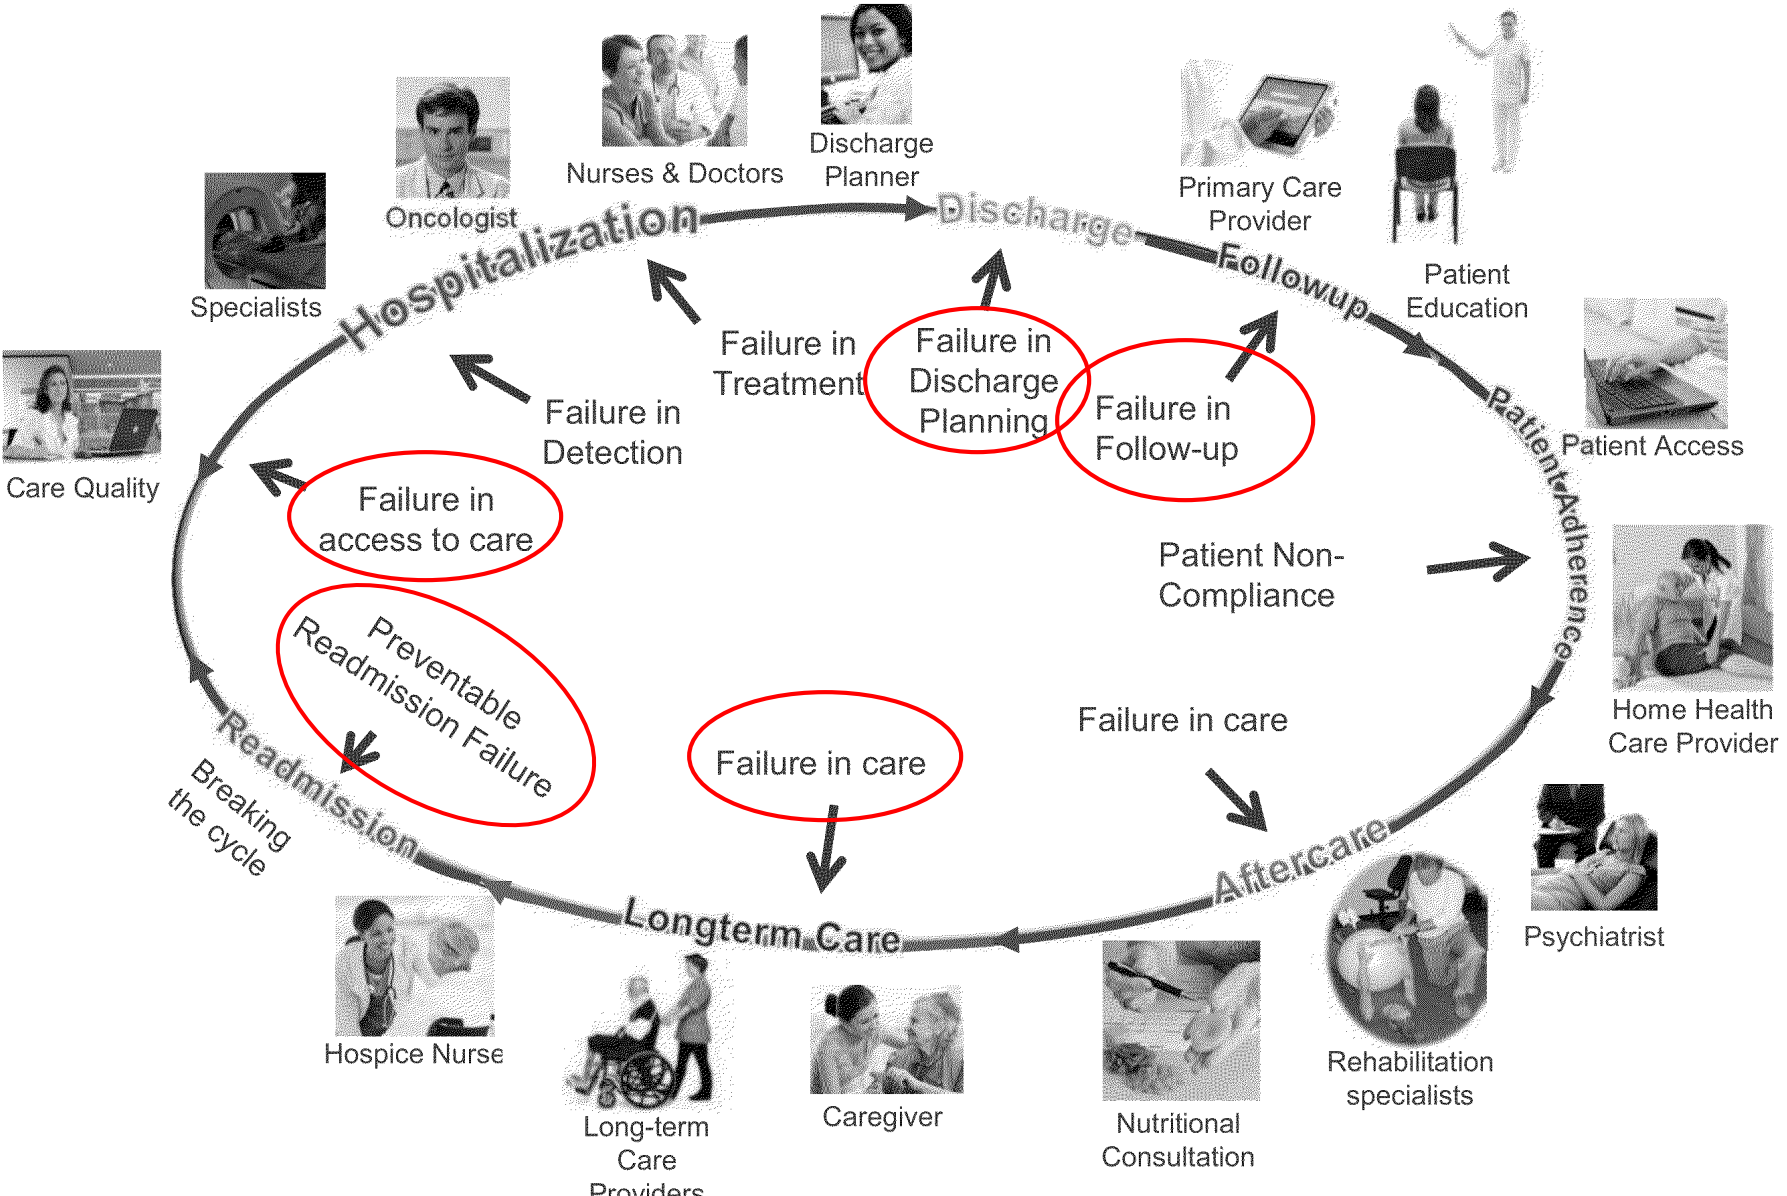 Discharge
Planner
Nurses & Doctors
Oncologist
Specialists
Care Quality
Primary Care
Provider
Patient
Education
Patient Access
Home Health
Care Provider
Psychiatrist
Rehabilitation
specialists
Nutritional
Consultation
Caregiver
Long-term
Care
Providers
Hospice Nurse
Hospitalization
Discharge
Followup
Patient Adherence
Aftercare
Longterm Care
Readmission
Breaking
the cycle
Failure in
Treatment
Failure in
Discharge
Planning
Failure in
Follow-up
Failure in
Detection
Failure in
access to care
Patient Non-
Compliance
Preventable
Readmission Failure
Failure in care
Failure in care